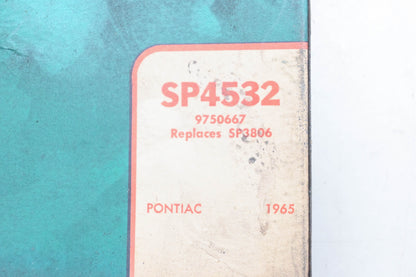 SP4532
9750667
Replaces SP3806
PONTIAC 1965